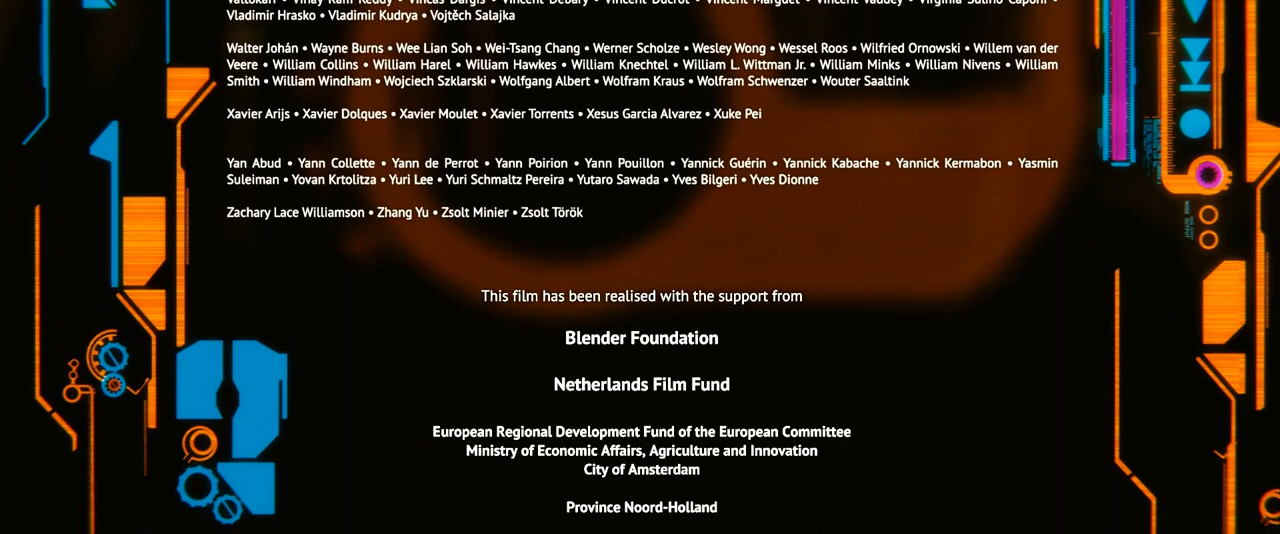 Vladimir Hrasko • Vladimir Kudrya • Vojtěch Salajka
Walter Johán • Wayne Burns • Wee Lian Soh • Wei-Tsang Chang • Werner Scholze • Wesley Wong • Wessel Roos • Wilfried Ornowski • Willem van der
Veere • William Collins • William Harel • William Hawkes • William Knechtel • William L. Wittman Jr. • William Minks • William Nivens • William
Smith • William Windham • Wojciech Szklarski • Wolfgang Albert • Wolfram Kraus • Wolfram Schwenzer • Wouter Saaltink
Xavier Arijs • Xavier Dolques • Xavier Moulet • Xavier Torrents • Xesus Garcia Alvarez • Xuke Pei
Yan Abud • Yann Collette • Yann de Perrot • Yann Poirion • Yann Pouillon • Yannick Guérin • Yannick Kabache • Yannick Kermabon • Yasmin
Suleiman • Yovan Krtolitza • Yuri Lee • Yuri Schmaltz Pereira • Yutaro Sawada • Yves Bilgeri • Yves Dionne
Zachary Lace Williamson • Zhang Yu • Zsolt Minier • Zsolt Török
This film has been realised with the support from
Blender Foundation
Netherlands Film Fund
European Regional Development Fund of the European Committee
Ministry of Economic Affairs, Agriculture and Innovation
City of Amsterdam
Province Noord-Holland